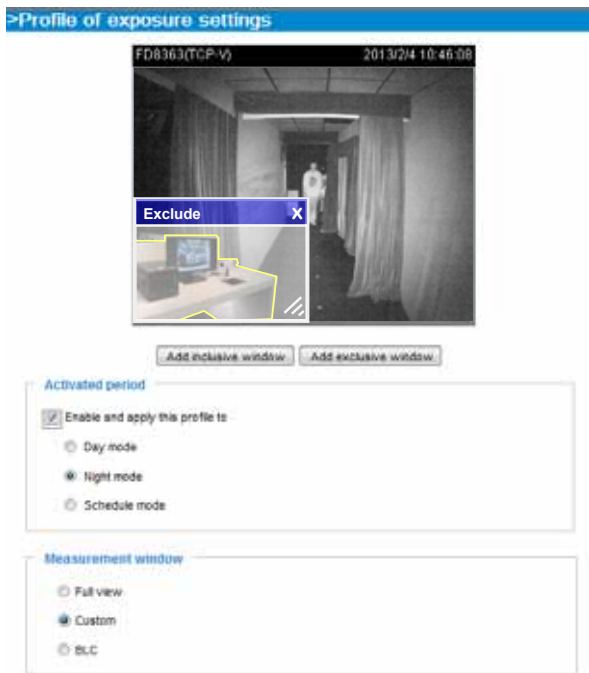 >Profile of exposure settings
FD8363(TCP-V) 2013/2/4 10:46:08
Exclude X
Add inclusive window Add exclusive window
Activated period
Enable and apply this profile to
Day mode
Night mode
Schedule mode
Measurement window
Full view
Custom
BLC